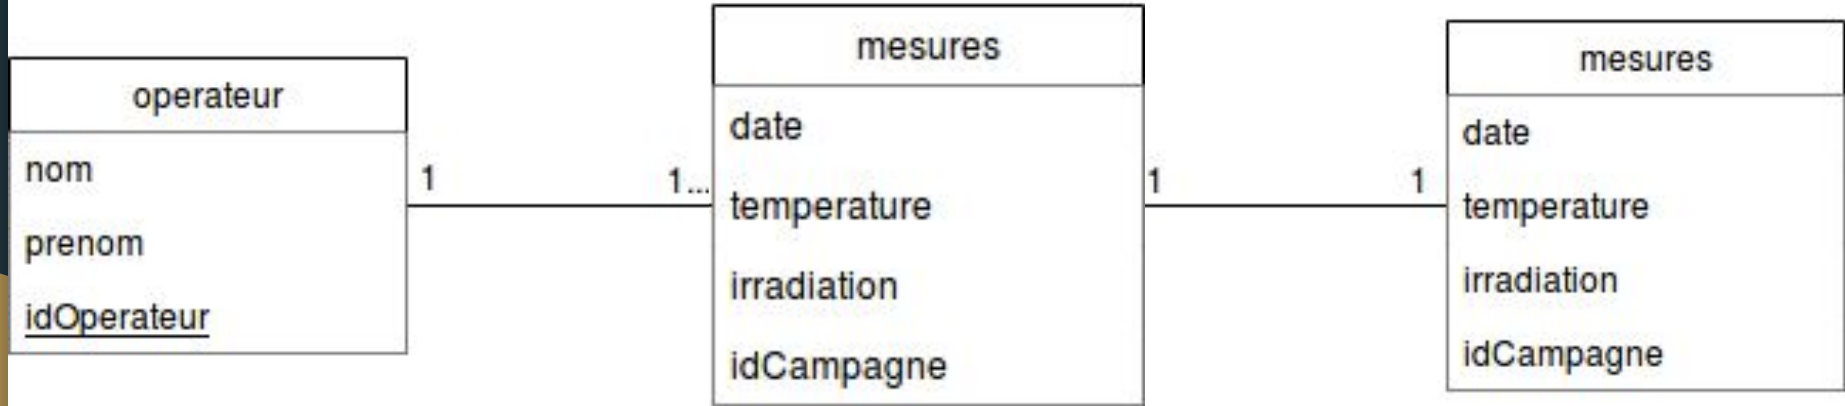 operateur
nom
prenom
idOperateur
1
1...
mesures
date
temperature
irradiation
idCampagne
1
1
mesures
date
temperature
irradiation
idCampagne